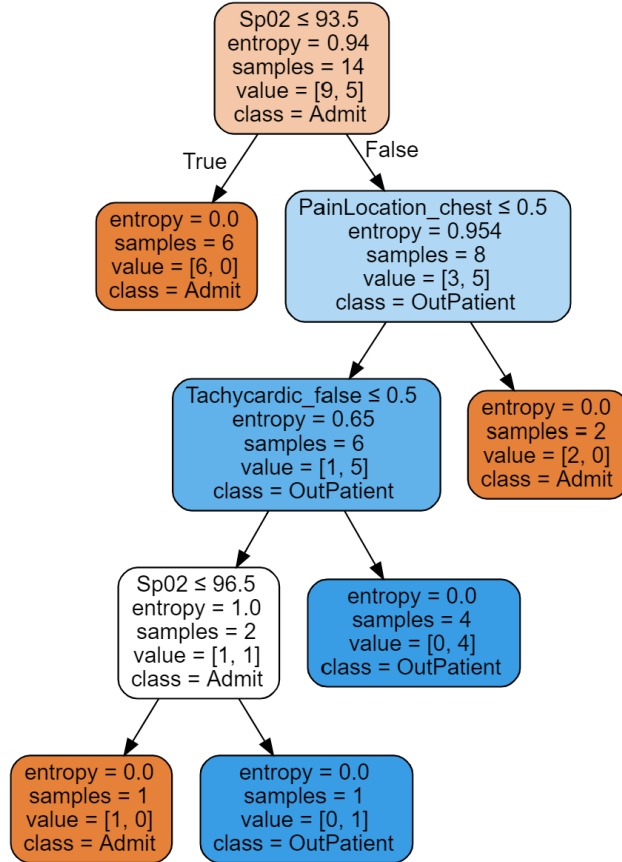 Sp02 ≤ 93.5
entropy = 0.94
samples = 14
value = [9, 5]
class = Admit
True
False
entropy = 0.0
samples = 6
value = [6, 0]
class = Admit
PainLocation_chest ≤ 0.5
entropy = 0.954
samples = 8
value = [3, 5]
class = OutPatient
Tachycardic_false ≤ 0.5
entropy = 0.65
samples = 6
value = [1, 5]
class = OutPatient
entropy = 0.0
samples = 2
value = [2, 0]
class = Admit
Sp02 ≤ 96.5
entropy = 1.0
samples = 2
value = [1, 1]
class = Admit
entropy = 0.0
samples = 4
value = [0, 4]
class = OutPatient
entropy = 0.0
samples = 1
value = [1, 0]
class = Admit
entropy = 0.0
samples = 1
value = [0, 1]
class = OutPatient